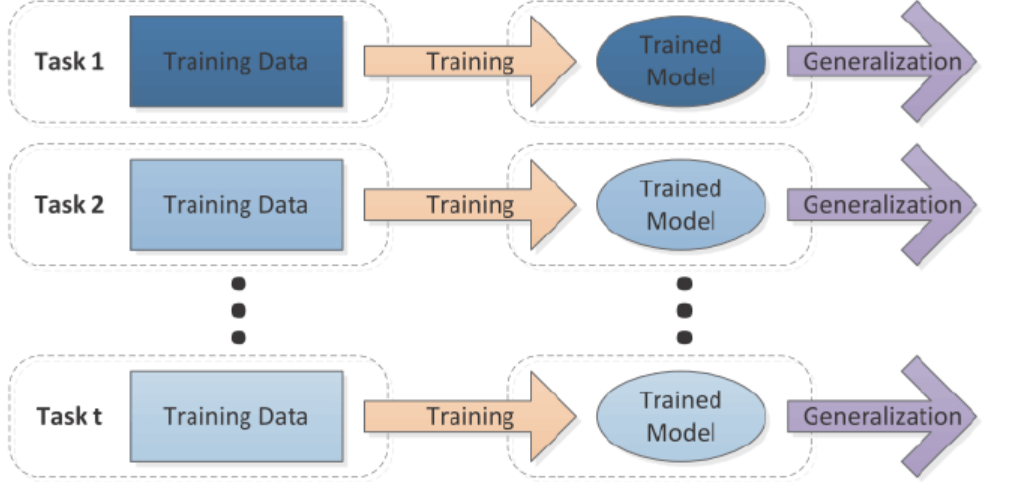 Task 1
Training Data
Training
Trained
Model
Generalization
Task 2
Training Data
Training
Trained
Model
Generalization
Task t
Training Data
Training
Trained
Model
Generalization